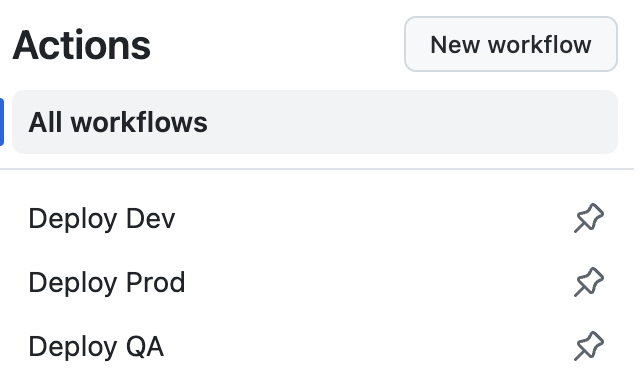 Actions
New workflow
All workflows
Deploy Dev
Deploy Prod
Deploy QA